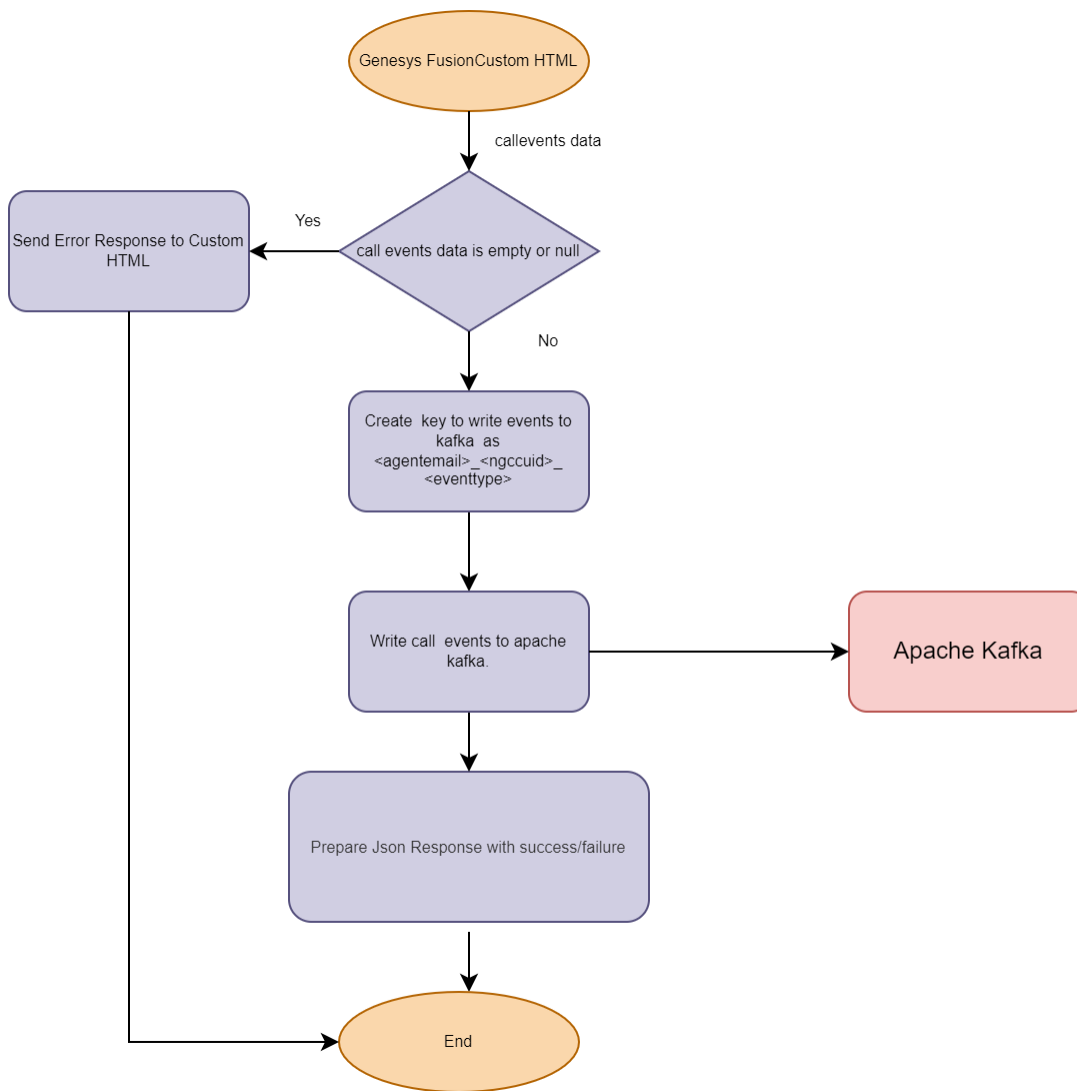 Genesys FusionCustom HTML
callevents data
Yes
Send Error Response to Custom
HTML
call events data is empty or null
No
Create  key to write events to
kafka  as
<agentemail>_<ngccuid>_
<eventtype>
Write call  events to apache
kafka.
Apache Kafka
Prepare Json Response with success/failure
End